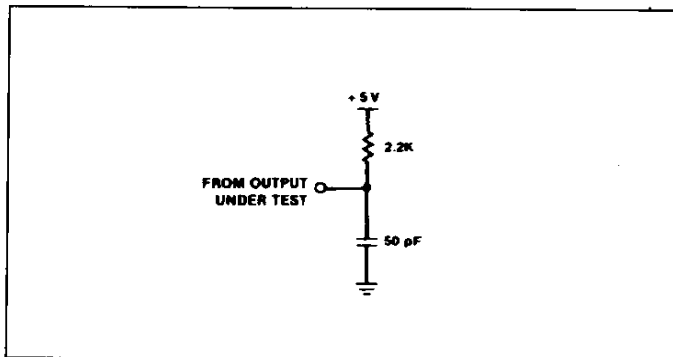 + 5 V
2.2K
FROM OUTPUT
UNDER TEST
50 pF